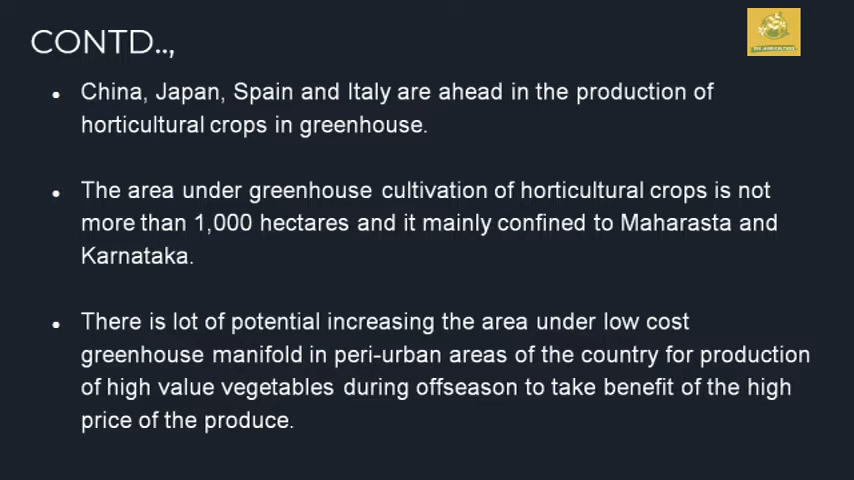 CONTD..,
China, Japan, Spain and Italy are ahead in the production of
horticultural crops in greenhouse.
The area under greenhouse cultivation of horticultural crops is not
more than 1,000 hectares and it mainly confined to Maharasta and
Karnataka.
There is lot of potential increasing the area under low cost
greenhouse manifold in peri-urban areas of the country for production
of high value vegetables during offseason to take benefit of the high
price of the produce.